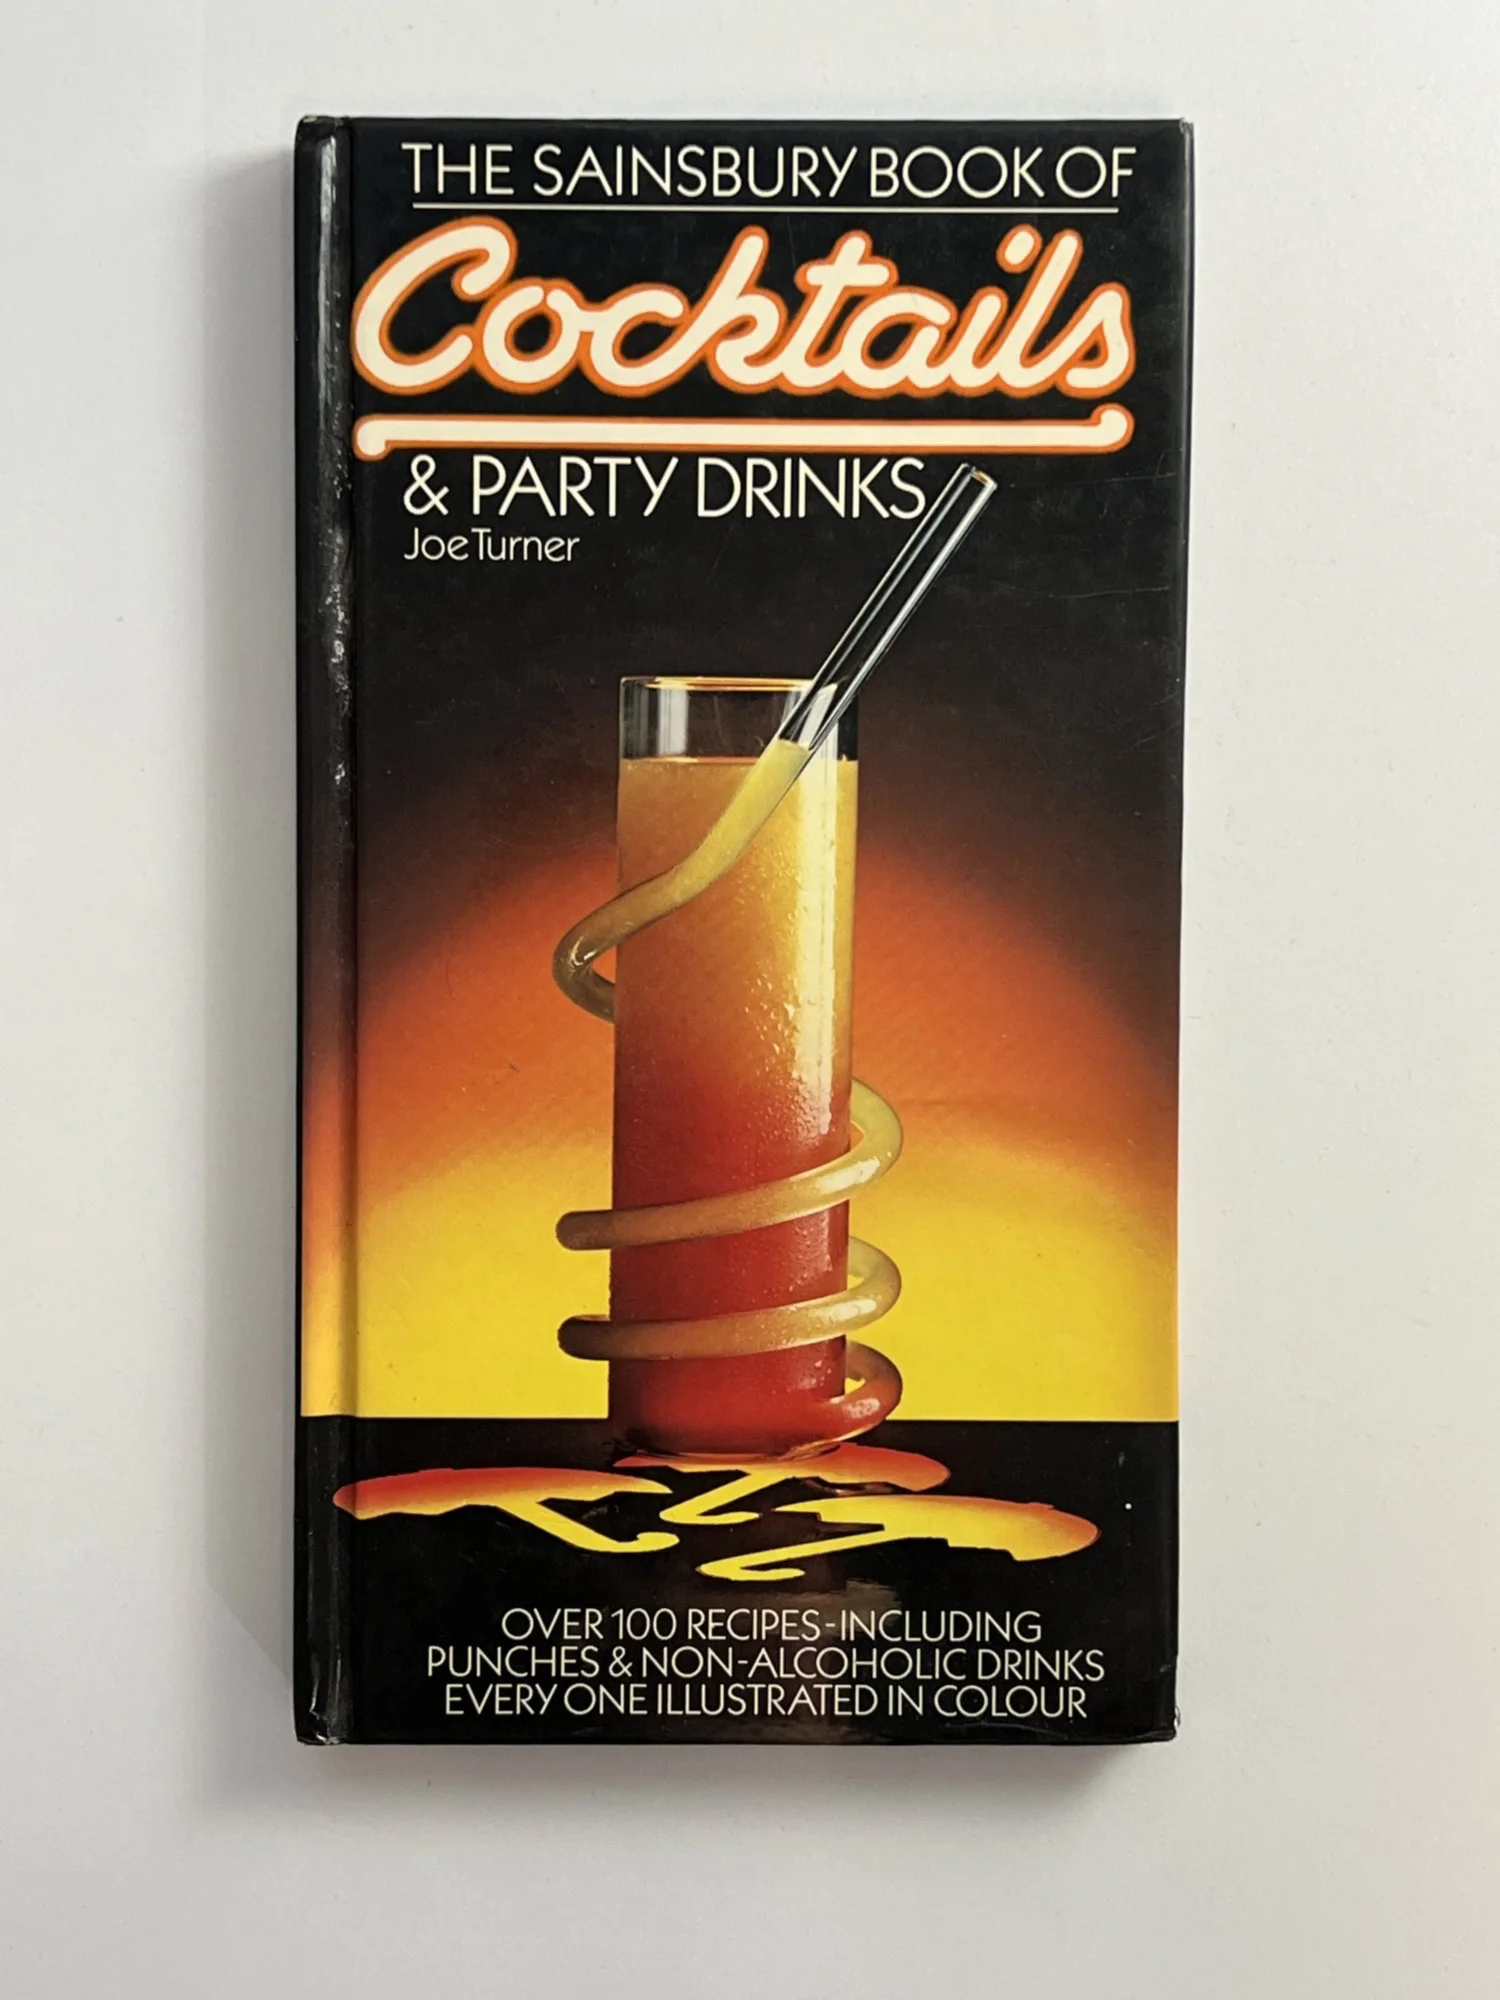 THE SAINSBURY BOOK OF
Cocktails
& PARTY DRINKS
Joe Turner
OVER 100 RECIPES-INCLUDING
PUNCHES & NON-ALCOHOLIC DRINKS
EVERY ONE ILLUSTRATED IN COLOUR